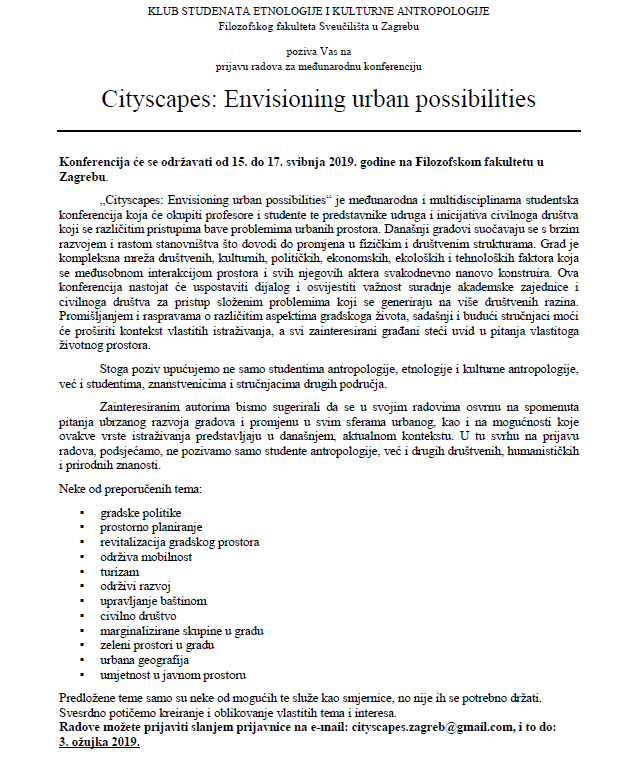 KLUB STUDENATA ETNOLOGIJE I KULTURNE ANTROPOLOGIJE
Filozofskog fakulteta Sveučilišta u Zagrebu
poziva Vas na
prijavu radova za međunarodnu konferenciju
Cityscapes: Envisioning urban possibilities
Konferencija će se održavati od 15. do 17. svibnja 2019. godine na Filozofskom fakultetu u
Zagrebu.
„Cityscapes: Envisioning urban possibilities“ je međunarodna i multidisciplinarna studentska
konferencija koja će okupiti profesore i studente te predstavnike udruga i inicijativa civilnoga društva
koji se različitim pristupima bave problemima urbanih prostora. Današnji gradovi suočavaju se s brzim
razvojem i rastom stanovništva što dovodi do promjena u fizičkim i društvenim strukturama. Grad je
kompleksna mreža društvenih, kulturnih, političkih, ekonomskih, ekoloških i tehnoloških faktora koja
se međusobnom interakcijom prostora i svih njegovih aktera svakodnevno nanovo konstruira. Ova
konferencija nastojat će uspostaviti dijalog i osvijestiti važnost suradnje akademske zajednice i
civilnoga društva za pristup složenim problemima koji se generiraju na više društvenih razina.
Promišljanjem i raspravama o različitim aspektima gradskoga života, sadašnji i budući stručnjaci moći
će proširiti kontekst vlastitih istraživanja, a svi zainteresirani građani steći uvid u pitanja vlastitoga
životnog prostora.
Stoga poziv upućujemo ne samo studentima antropologije, etnologije i kulturne antropologije,
već i studentima, znanstvenicima i stručnjacima drugih područja.
Zainteresiranim autorima bismo sugerirali da se u svojim radovima osvrnu na spomenuta
pitanja ubrzanog razvoja gradova i promjenu u svim sferama urbanog, kao i na mogućnosti koje
ovakve vrste istraživanja predstavljaju u današnjem, aktualnom kontekstu. U tu svrhu na prijavu
radova, podsjećamo, ne pozivamo samo studente antropologije, već i drugih društvenih, humanističkih
i prirodnih znanosti.
Neke od preporučenih tema:
▪ gradske politike
▪ prostorno planiranje
▪ revitalizacija gradskog prostora
▪ održiva mobilnost
▪ turizam
▪ održivi razvoj
▪ upravljanje baštinom
▪ civilno društvo
▪ marginalizirane skupine u gradu
▪ zeleni prostori u gradu
▪ urbana geografija
▪ umjetnost u javnom prostoru
Predložene teme samo su neke od mogućih te služe kao smjernice, no nije ih se potrebno držati.
Svesrdno potičemo kreiranje i oblikovanje vlastitih tema i interesa.
Radove možete prijaviti slanjem prijavnice na e-mail: cityscapes.zagreb@gmail.com, i to do:
3. ožujka 2019.